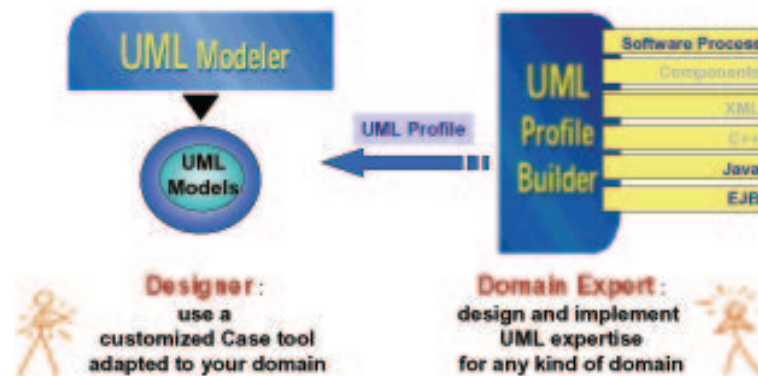 UML Modeler
UML
Models
UML Profile
UML
Profile
Builder
Software Process
Components
XML
C++
Java
EJB
Designer:
use a
customized Case tool
adapted to your domain
Domain Expert:
design and implement
UML expertise
for any kind of domain